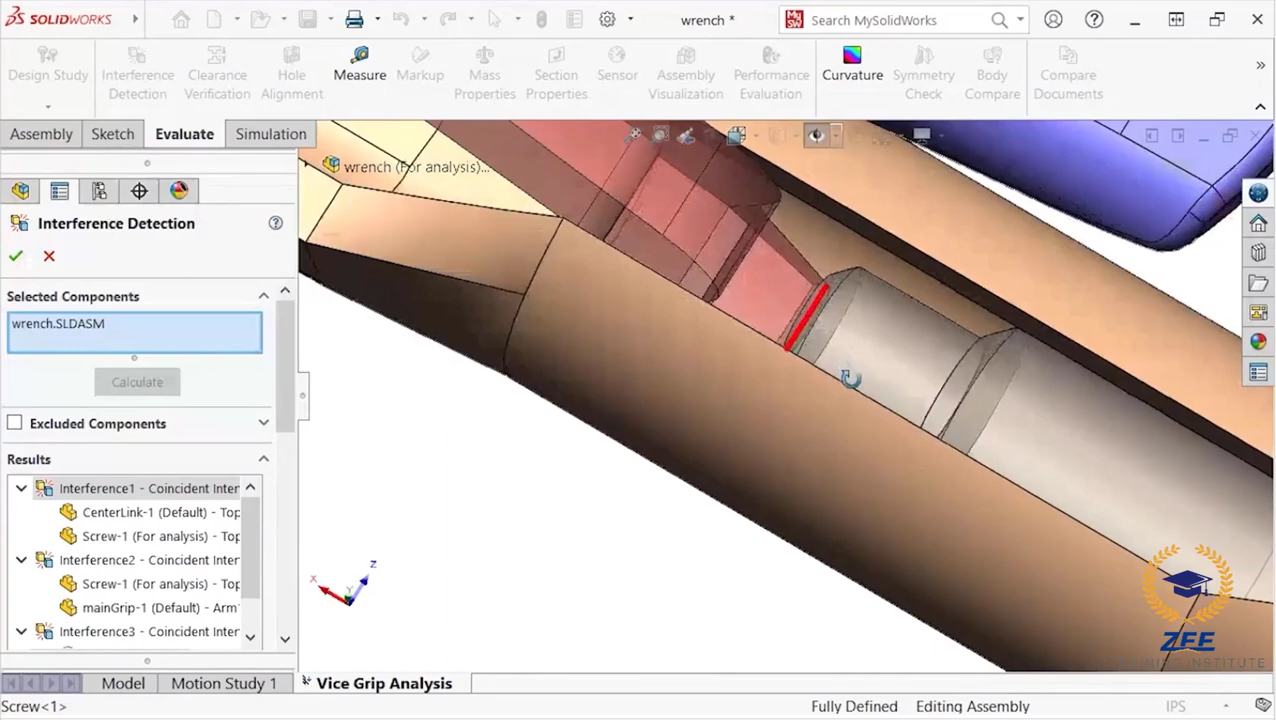 SOLIDWORKS
wrench *
Search MySolidWorks
Design Study
Interference Detection
Clearance Verification
Hole Alignment
Measure
Markup
Mass Properties
Section Properties
Sensor
Assembly Visualization
Performance Evaluation
Curvature
Symmetry Check
Body Compare
Compare Documents
Assembly
Sketch
Evaluate
Simulation
wrench (For analysis)...
Interference Detection
Selected Components
wrench.SLDASM
Calculate
Excluded Components
Results
Interference1 - Coincident Inter
CenterLink-1 (Default) - Top
Screw-1 (For analysis) - Top
Interference2 - Coincident Inter
Screw-1 (For analysis) - Top
mainGrip-1 (Default) - Arm
Interference3 - Coincident Inter
X
Z
ZEE
Model
Motion Study 1
Vice Grip Analysis
Screw<1>
Fully Defined
Editing Assembly
IPS